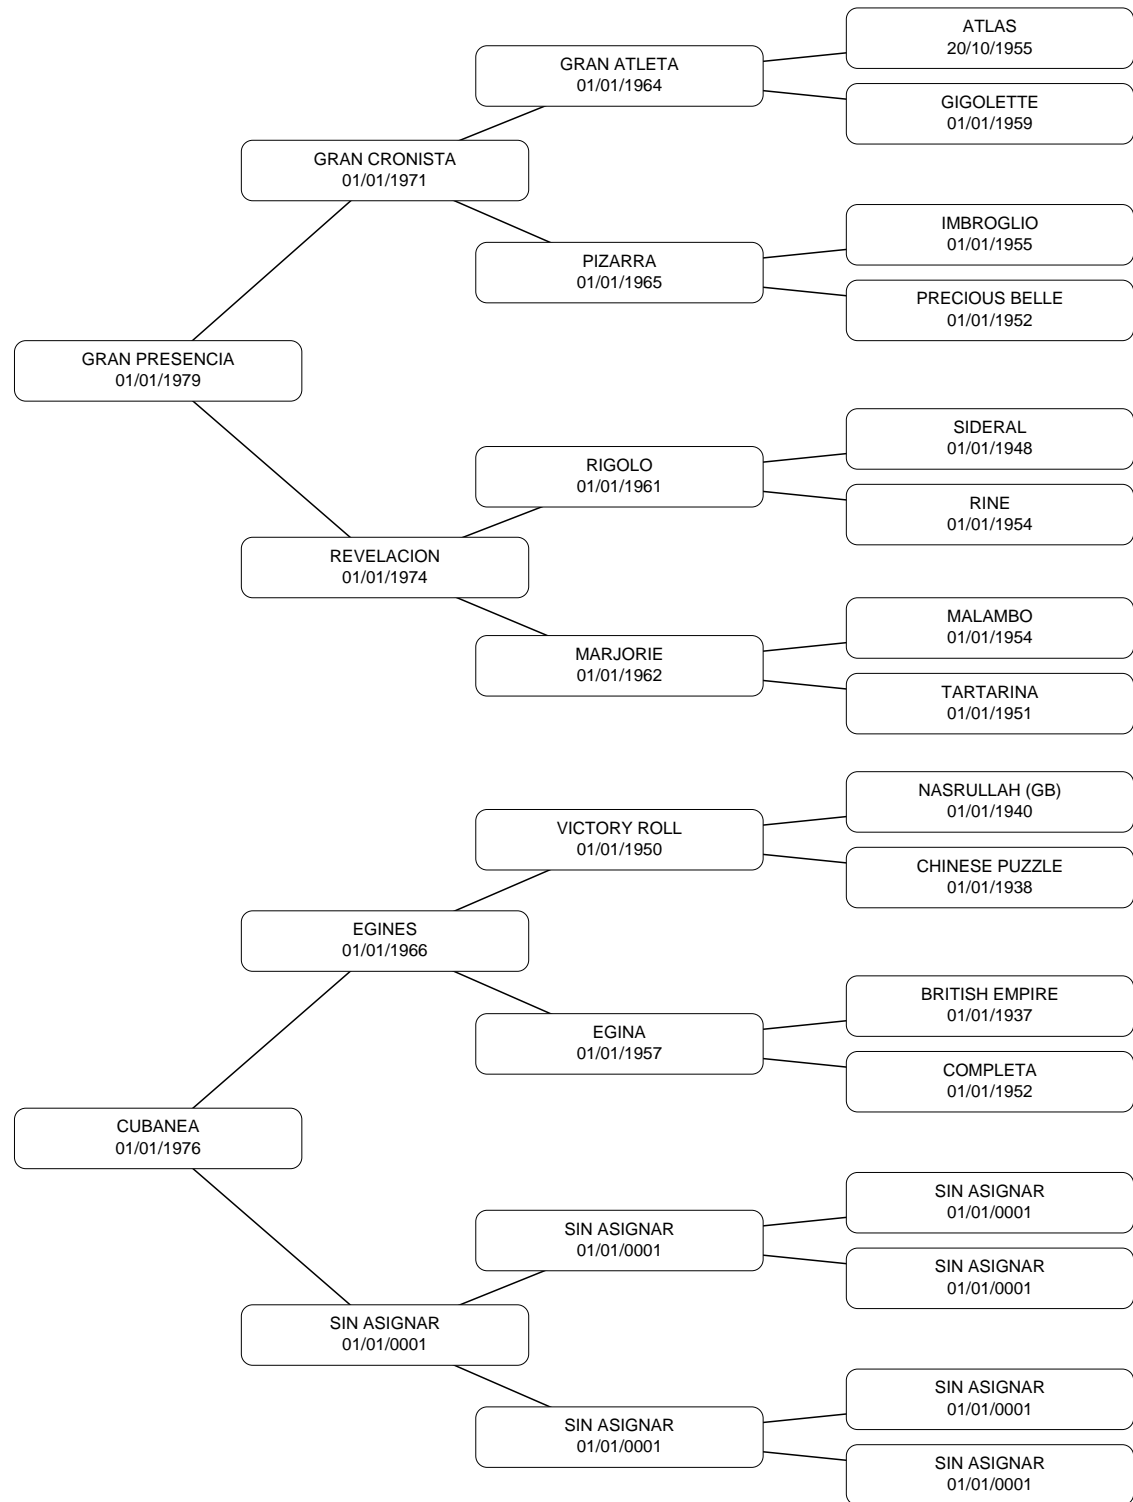 ATLAS
20/10/1955
GRAN ATLETA
01/01/1964
GIGOLETTE
01/01/1959
GRAN CRONISTA
01/01/1971
IMBROGLIO
01/01/1955
PIZARRA
01/01/1965
PRECIOUS BELLE
01/01/1952
GRAN PRESENCIA
01/01/1979
SIDERAL
01/01/1948
RIGOLO
01/01/1961
RINE
01/01/1954
REVELACION
01/01/1974
MALAMBO
01/01/1954
MARJORIE
01/01/1962
TARTARINA
01/01/1951
NASRULLAH (GB)
01/01/1940
VICTORY ROLL
01/01/1950
CHINESE PUZZLE
01/01/1938
EGINES
01/01/1966
BRITISH EMPIRE
01/01/1937
EGINA
01/01/1957
COMPLETA
01/01/1952
CUBANEA
01/01/1976
SIN ASIGNAR
01/01/0001
SIN ASIGNAR
01/01/0001
SIN ASIGNAR
01/01/0001
SIN ASIGNAR
01/01/0001
SIN ASIGNAR
01/01/0001
SIN ASIGNAR
01/01/0001
SIN ASIGNAR
01/01/0001